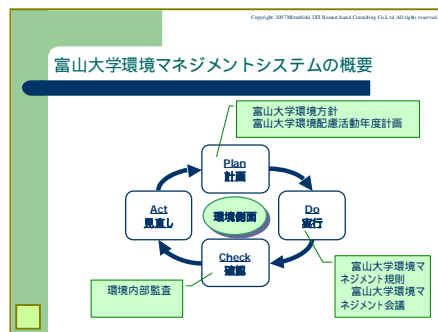 Copyright 2007 Mitsubishi UFJ Research and Consulting Co.,Ltd. All rights reserved.
富山大学環境マネジメントシステムの概要
富山大学環境方針
富山大学環境配慮活動年度計画
Plan
計画
Act
見直し
環境側面
Do
実行
Check
確認
環境内部監査
富山大学環境マ
ネジメント規則
富山大学環境マ
ネジメント会議